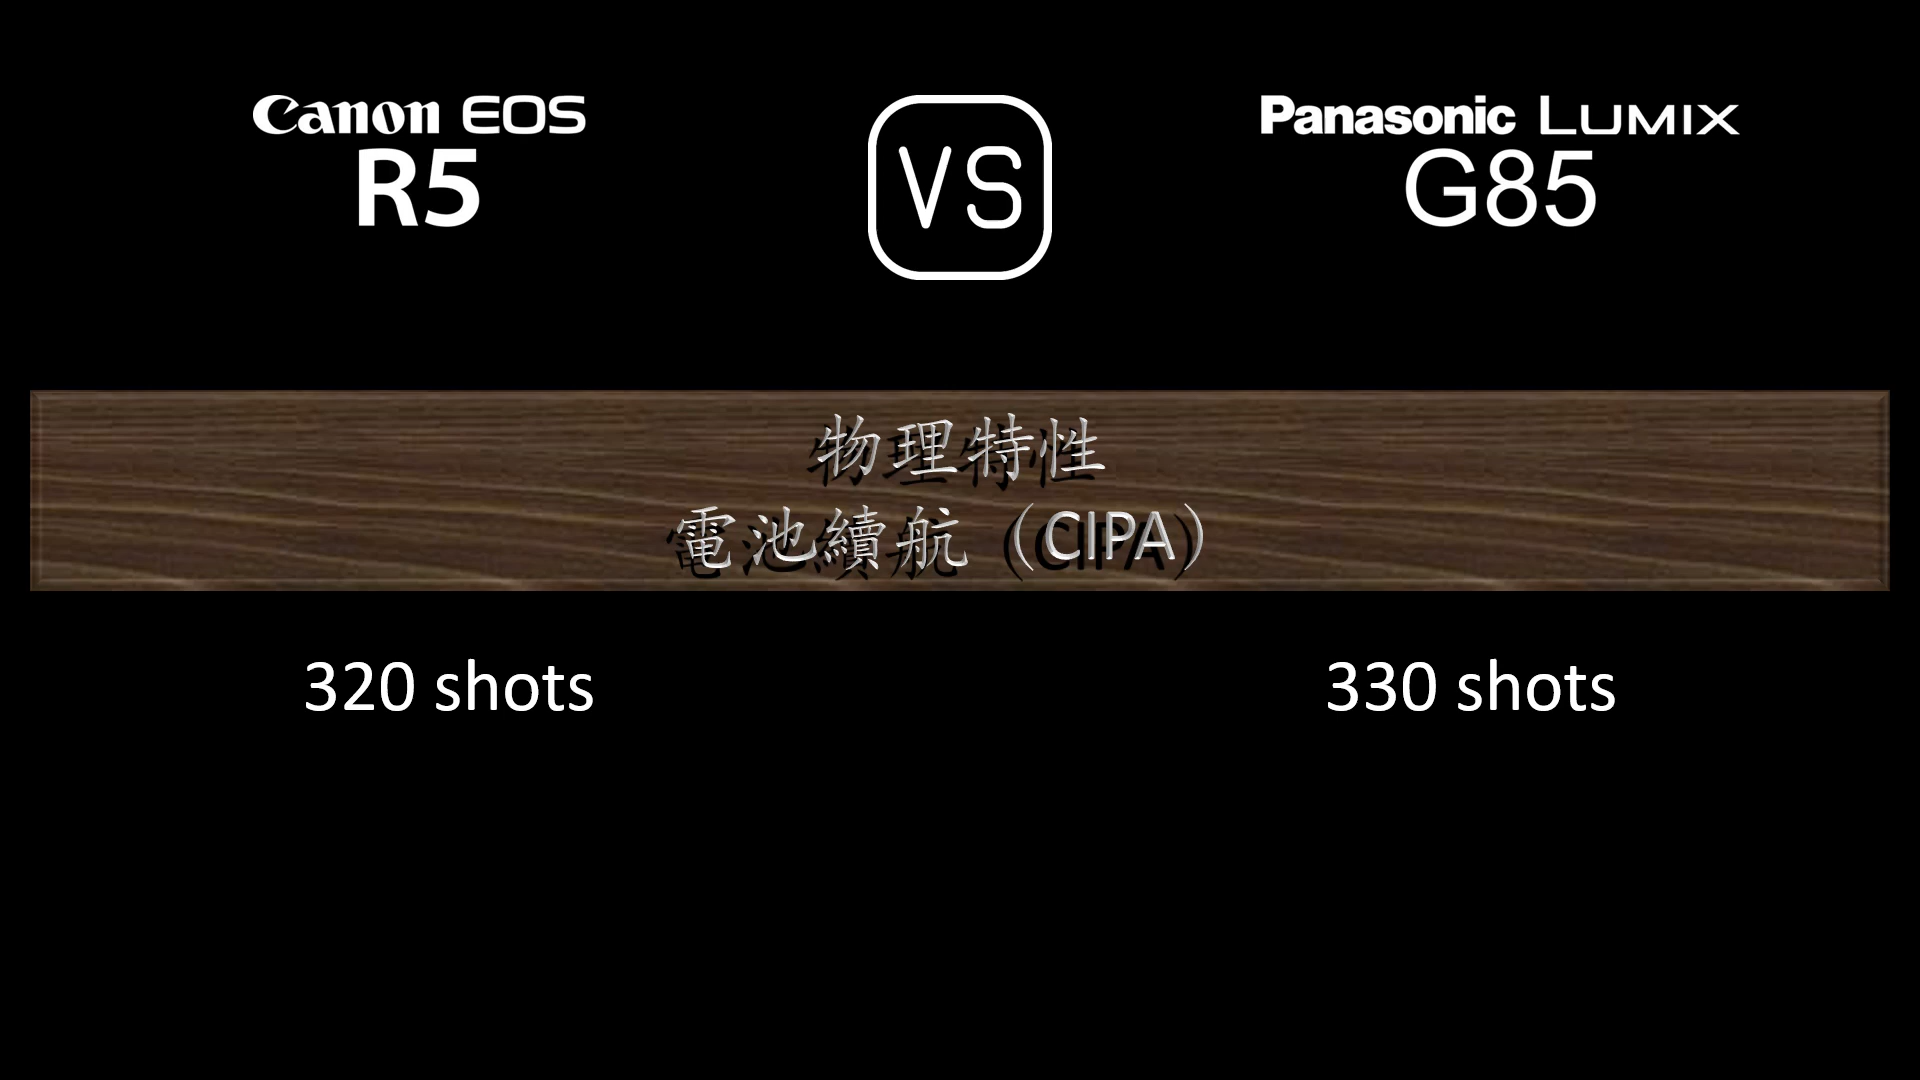 Canon EOS
R5
VS
Panasonic LUMIX
G85
物理特性
電池續航（CIPA）
320 shots
330 shots